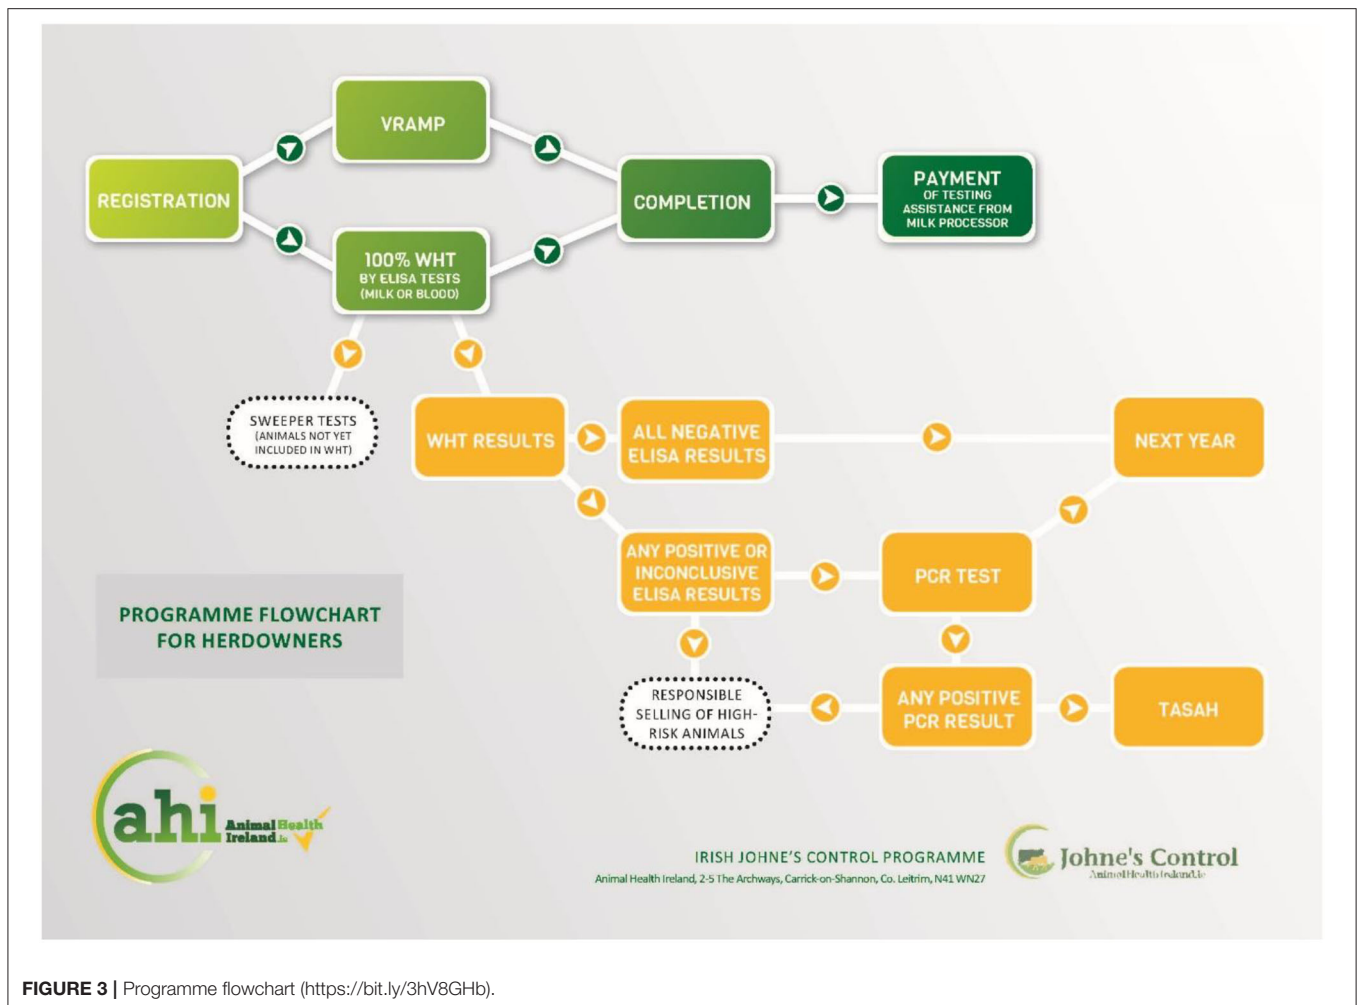 VRAMP
REGISTRATION
100% WHT
BY ELISA TESTS
(MILK OR BLOOD)
COMPLETION
PAYMENT
OF TESTING
ASSISTANCE FROM
MILK PROCESSOR
SWEEPER TESTS
(ANIMALS NOT YET
INCLUDED IN WHT)
WHT RESULTS
ALL NEGATIVE
ELISA RESULTS
NEXT YEAR
ANY POSITIVE OR
INCONCLUSIVE
ELISA RESULTS
PCR TEST
PROGRAMME FLOWCHART
FOR HERDOWNERS
RESPONSIBLE
SELLING OF HIGH-
RISK ANIMALS
ANY POSITIVE
PCR RESULT
TASAH
ahi Animal Health
Ireland.ie
IRISH JOHNE'S CONTROL PROGRAMME
Animal Health Ireland, 2-5 The Archways, Carrick-on-Shannon, Co. Leitrim, N41 WN27
Johne's Control
AnimalHealthIreland.ie
FIGURE 3 | Programme flowchart (https://bit.ly/3hV8GHb).